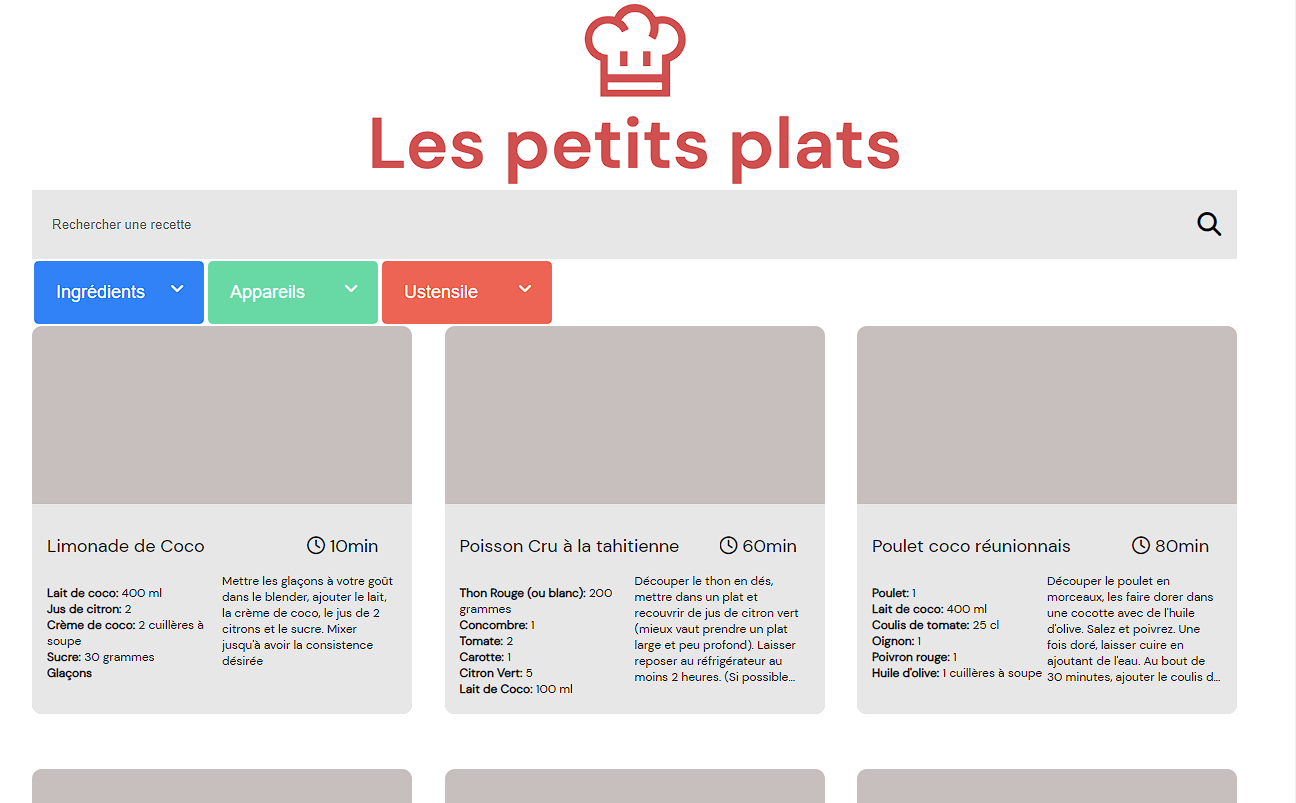 Les petits plats
Rechercher une recette
Ingrédients
Appareils
Ustensile
Limonade de Coco
10min
Lait de coco: 400 ml
Jus de citron: 2
Crème de coco: 2 cuillères à
soupe
Sucre: 30 grammes
Glaçons
Mettre les glaçons à votre goût
dans le blender, ajouter le lait,
la crème de coco, le jus de 2
citrons et le sucre. Mixer
jusqu'à avoir la consistence
désirée
Poisson Cru à la tahitienne
60min
Thon Rouge (ou blanc): 200
grammes
Concombre: 1
Tomate: 2
Carotte: 1
Citron Vert: 5
Lait de Coco: 100 ml
Découper le thon en dés,
mettre dans un plat et
recouvrir de jus de citron vert
(mieux vaut prendre un plat
large et peu profond). Laisser
reposer au réfrigérateur au
moins 2 heures. (Si possible...
Poulet coco réunionnais
80min
Poulet: 1
Lait de coco: 400 ml
Coulis de tomate: 25 cl
Oignon: 1
Poivron rouge: 1
Huile d'olive: 1 cuillères à soupe
Découper le poulet en
morceaux, les faire dorer dans
une cocotte avec de l'huile
d'olive. Salez et poivrez. Une
fois doré, laisser cuire en
ajoutant de l'eau. Au bout de
30 minutes, ajouter le coulis d...